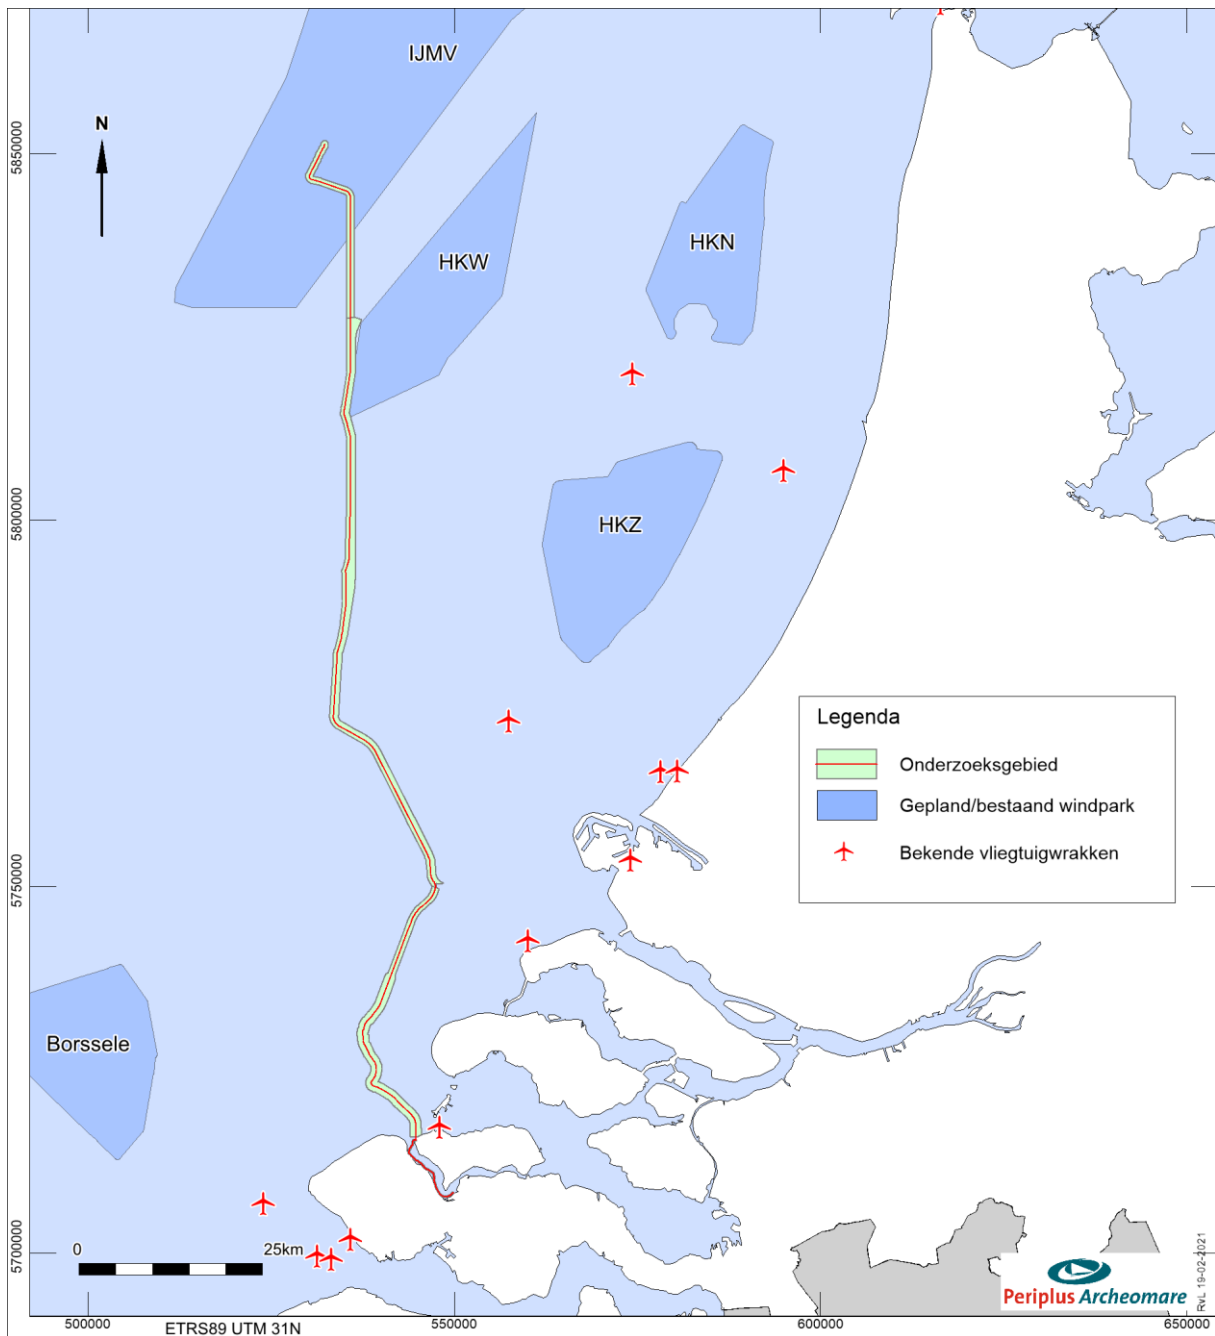 IJMV
N
5850000
HKW
HKN
HKZ
5800000
Legenda
Onderzoeksgebied
Gepland/bestaand windpark
Bekende vliegtuigwrakken
5750000
Borssele
5700000
0
25km
Periplus Archeomare
RvL 19-02-2021
500000
ETRS89 UTM 31N
550000
600000
650000